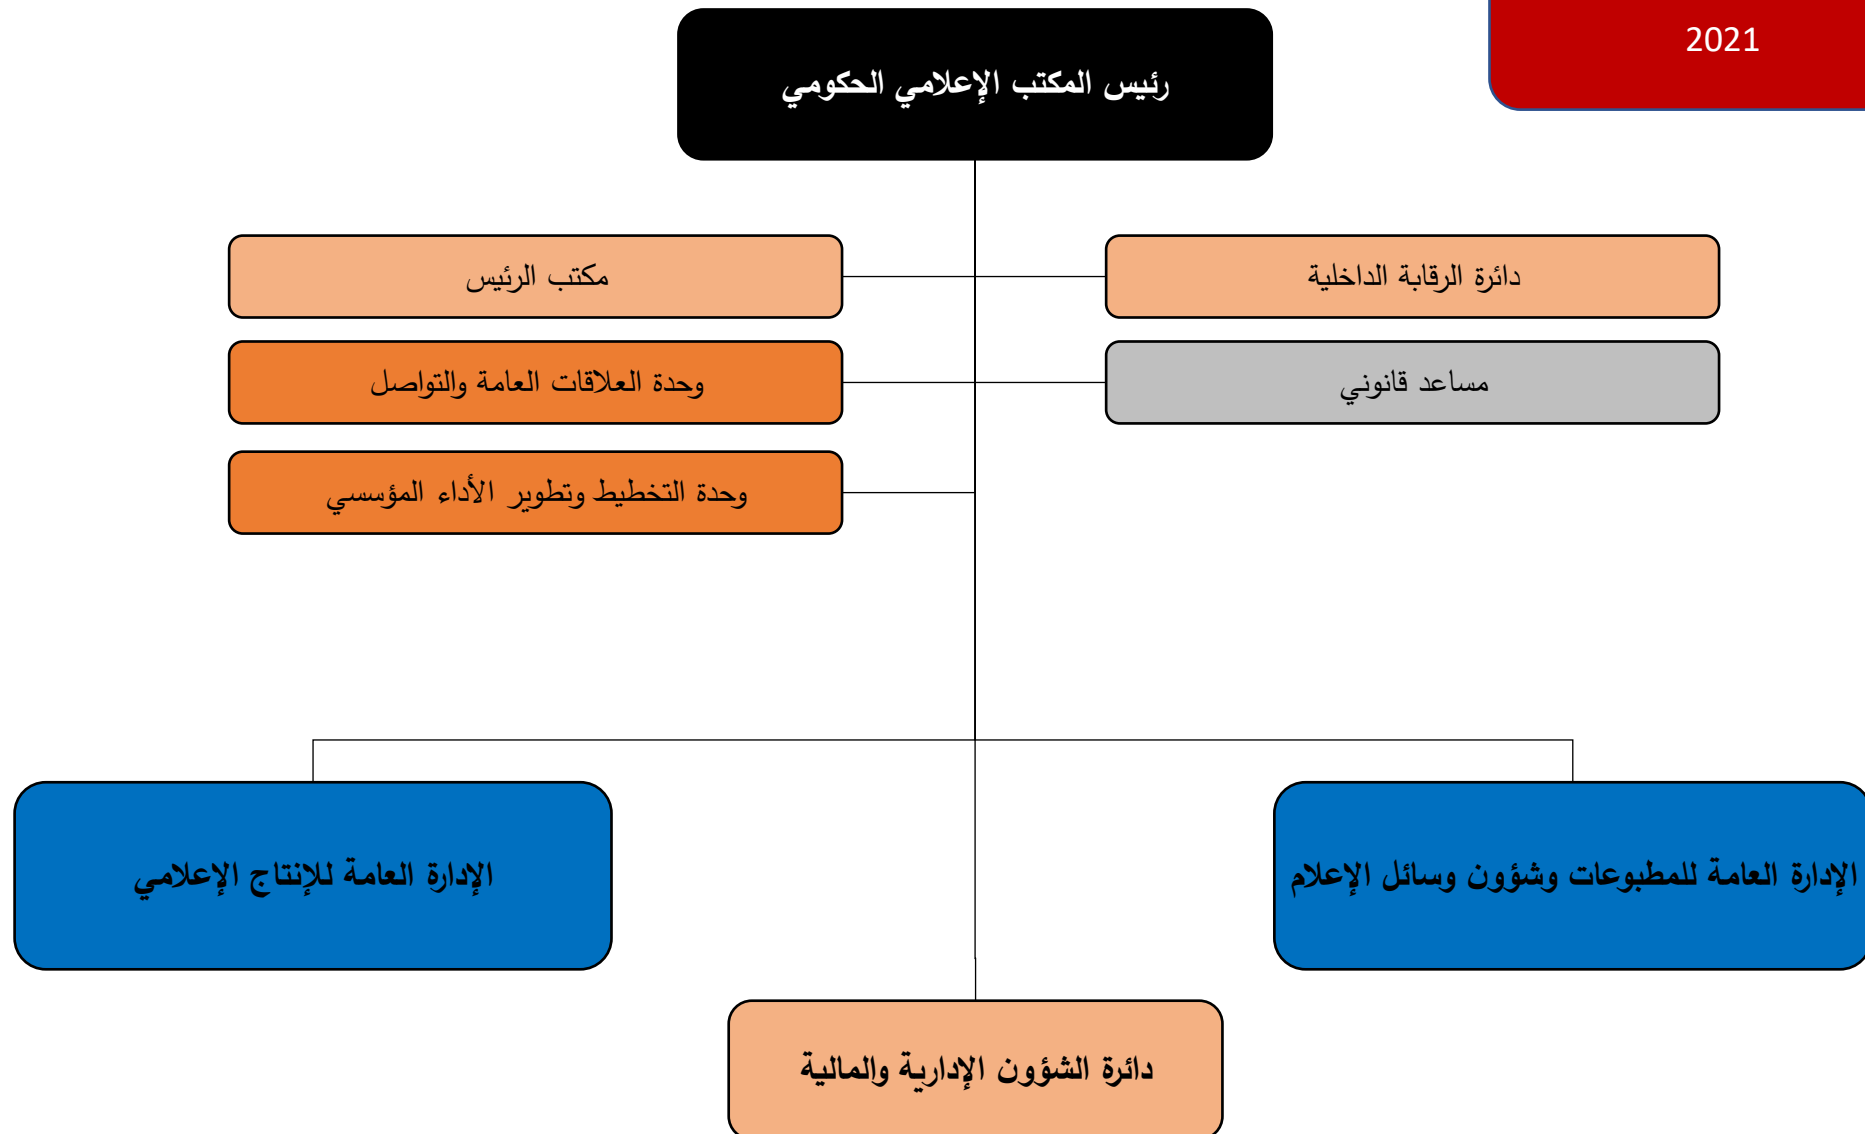 2021
رئيس المكتب الإعلامي الحكومي
دائرة الرقابة الداخلية
مكتب الرئيس
مساعد قانوني
وحدة العلاقات العامة والتواصل
وحدة التخطيط وتطوير الأداء المؤسسي
الإدارة العامة للمطبوعات وشؤون وسائل الإعلام
الإدارة العامة للإنتاج الإعلامي
دائرة الشؤون الإدارية والمالية